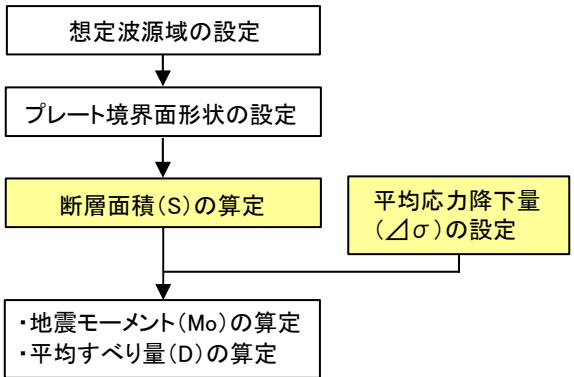 想定波源域の設定
プレート境界面形状の設定
断層面積(S)の算定
平均応力降下量
(⊿σ)の設定
・地震モーメント(Mo)の算定
・平均すべり量(D)の算定